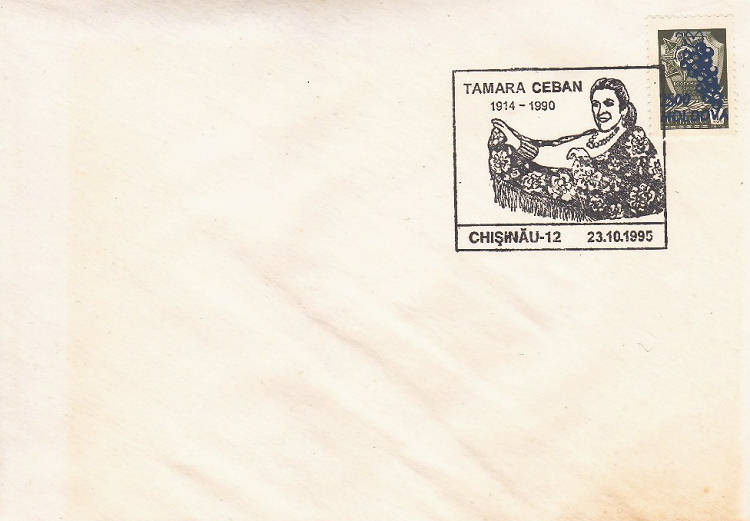 TAMARA CEBAN
1914 - 1990
CHIŞINĂU-12 23.10.1995